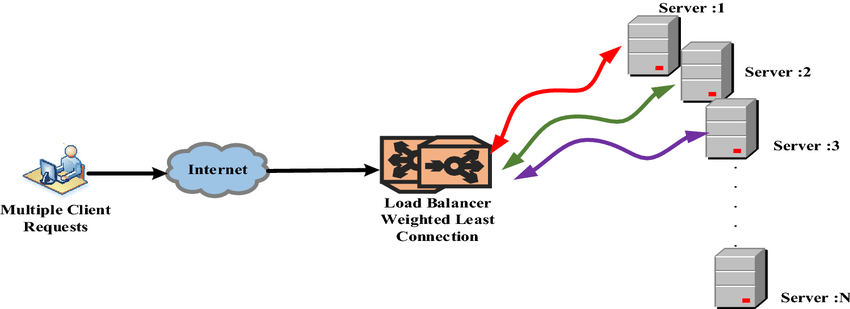 Server :1
Server :2
Server :3
Internet
Multiple Client
Requests
Load Balancer
Weighted Least
Connection
Server :N